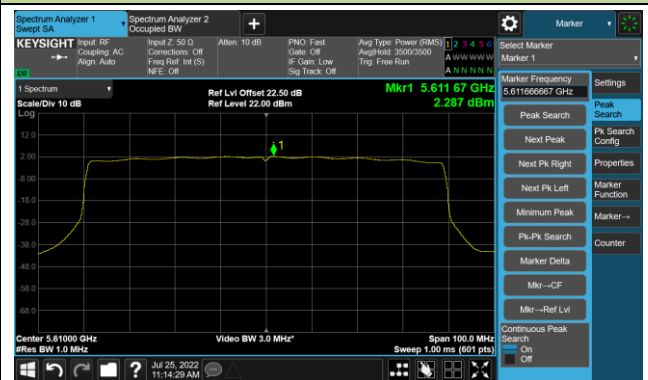 Spectrum Analyzer 1
Swept SA
Spectrum Analyzer 2
Occupied BW
+
Marker
KEYSIGHT
Input: RF
Coupling: AC
Align: Auto
Input Z: 50 Ω
Corrections: Off
Freq Ref: Int (S)
NFE: Off
Atten: 10 dB
PNO: Fast
Gate: Off
IF Gain: Low
Sig Track: Off
Avg Type: Power (RMS)
Avg|Hold: 3500/3500
Trig: Free Run
1 2 3 4 5 6
A W W W W W
A N N N N N
Select Marker
Marker 1
1 Spectrum
Scale/Div 10 dB
Log
Ref Lvl Offset 22.50 dB
Ref Level 22.00 dBm
Mkr1 5.611 67 GHz
2.287 dBm
12.0
2.00
-8.00
-18.0
-28.0
-38.0
-48.0
-58.0
-68.0
1
Center 5.61000 GHz
#Res BW 1.0 MHz
Video BW 3.0 MHz*
Span 100.0 MHz
Sweep 1.00 ms (601 pts)
Marker Frequency
5.611666667 GHz
Peak Search
Next Peak
Next Pk Right
Next Pk Left
Minimum Peak
Pk-Pk Search
Marker Delta
Mkr→CF
Mkr→Ref Lvl
Continuous Peak
Search
On
Off
Settings
Peak
Search
Pk Search
Config
Properties
Marker
Function
Marker→
Counter
?
Jul 25, 2022
11:14:29 AM